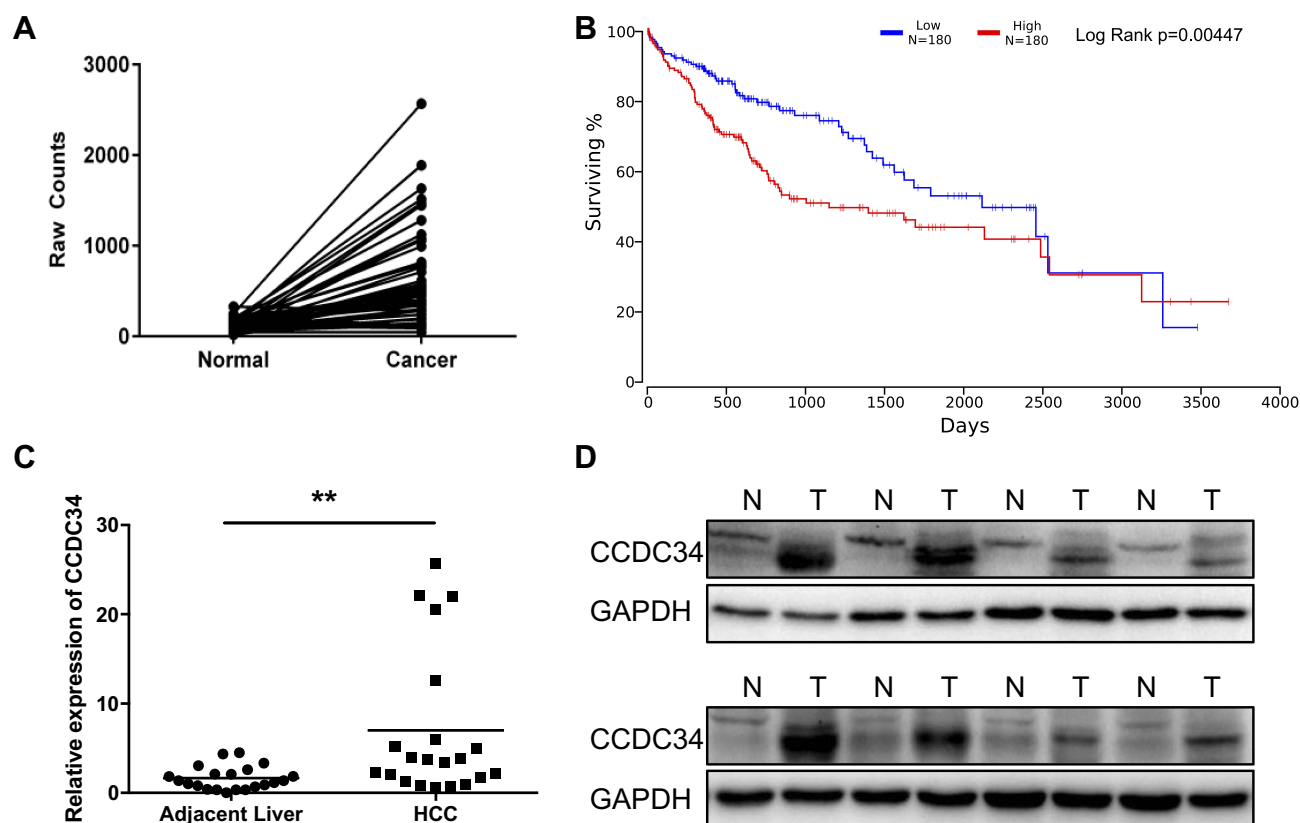 A
3000
2000
1000
0
Raw Counts
Normal
Cancer
B
Low
N=180
High
N=180
Log Rank p=0.00447
100
80
60
40
20
0
Surviving %
0 500 1000 1500 2000 2500 3000 3500 4000
Days
C
**
30
20
10
0
Relative expression of CCDC34
Adjacent Liver
HCC
D
N T N T N T N T
CCDC34
GAPDH
N T N T N T N T
CCDC34
GAPDH